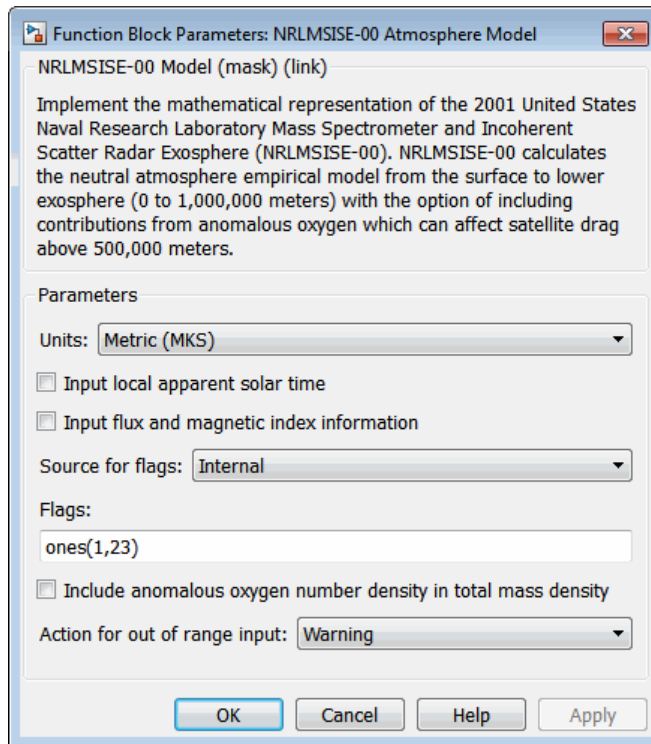 Function Block Parameters: NRLMSISE-00 Atmosphere Model
NRLMSISE-00 Model (mask) (link)
Implement the mathematical representation of the 2001 United States
Naval Research Laboratory Mass Spectrometer and Incoherent
Scatter Radar Exosphere (NRLMSISE-00). NRLMSISE-00 calculates
the neutral atmosphere empirical model from the surface to lower
exosphere (0 to 1,000,000 meters) with the option of including
contributions from anomalous oxygen which can affect satellite drag
above 500,000 meters.
Parameters
Units: Metric (MKS)
Input local apparent solar time
Input flux and magnetic index information
Source for flags: Internal
Flags:
ones(1,23)
Include anomalous oxygen number density in total mass density
Action for out of range input: Warning
OK Cancel Help Apply